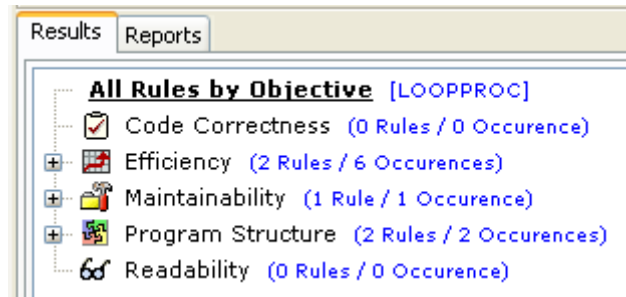 Results Reports
All Rules by Objective [LOOPPROC]
Code Correctness (0 Rules / 0 Occurence)
Efficiency (2 Rules / 6 Occurences)
Maintainability (1 Rule / 1 Occurence)
Program Structure (2 Rules / 2 Occurences)
Readability (0 Rules / 0 Occurence)